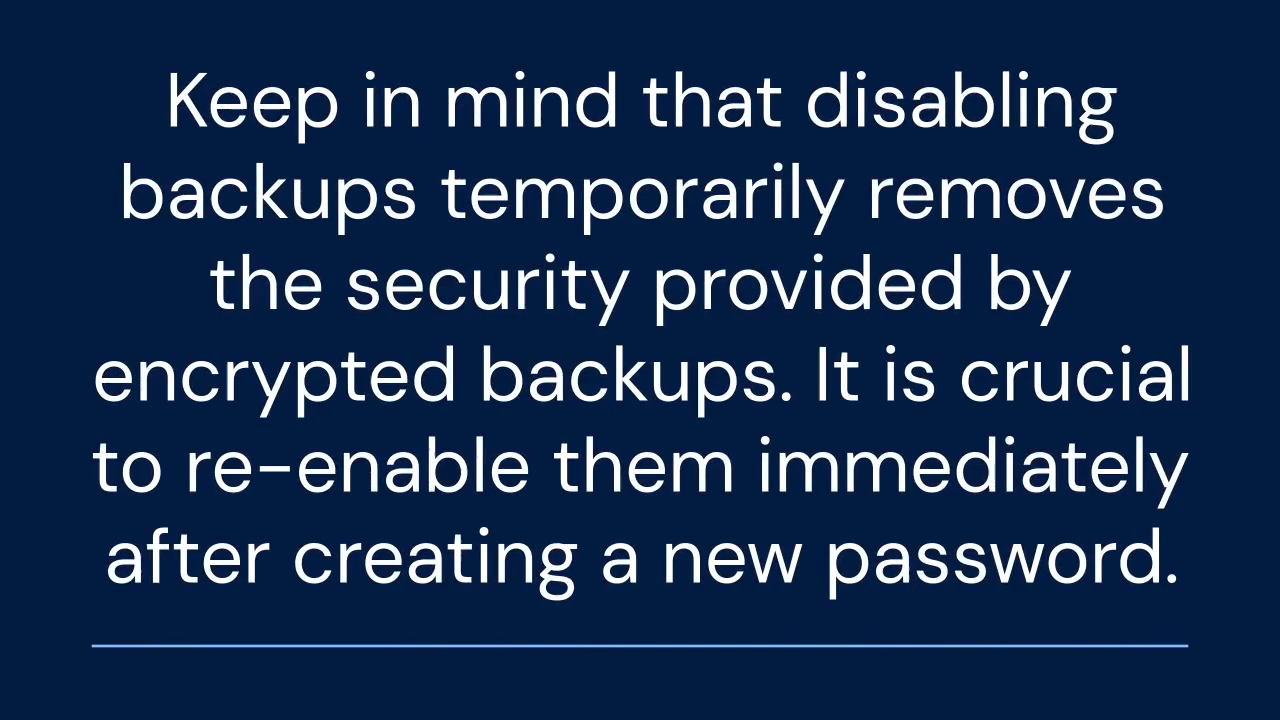 Keep in mind that disabling
backups temporarily removes
the security provided by
encrypted backups. It is crucial
to re-enable them immediately
after creating a new password.